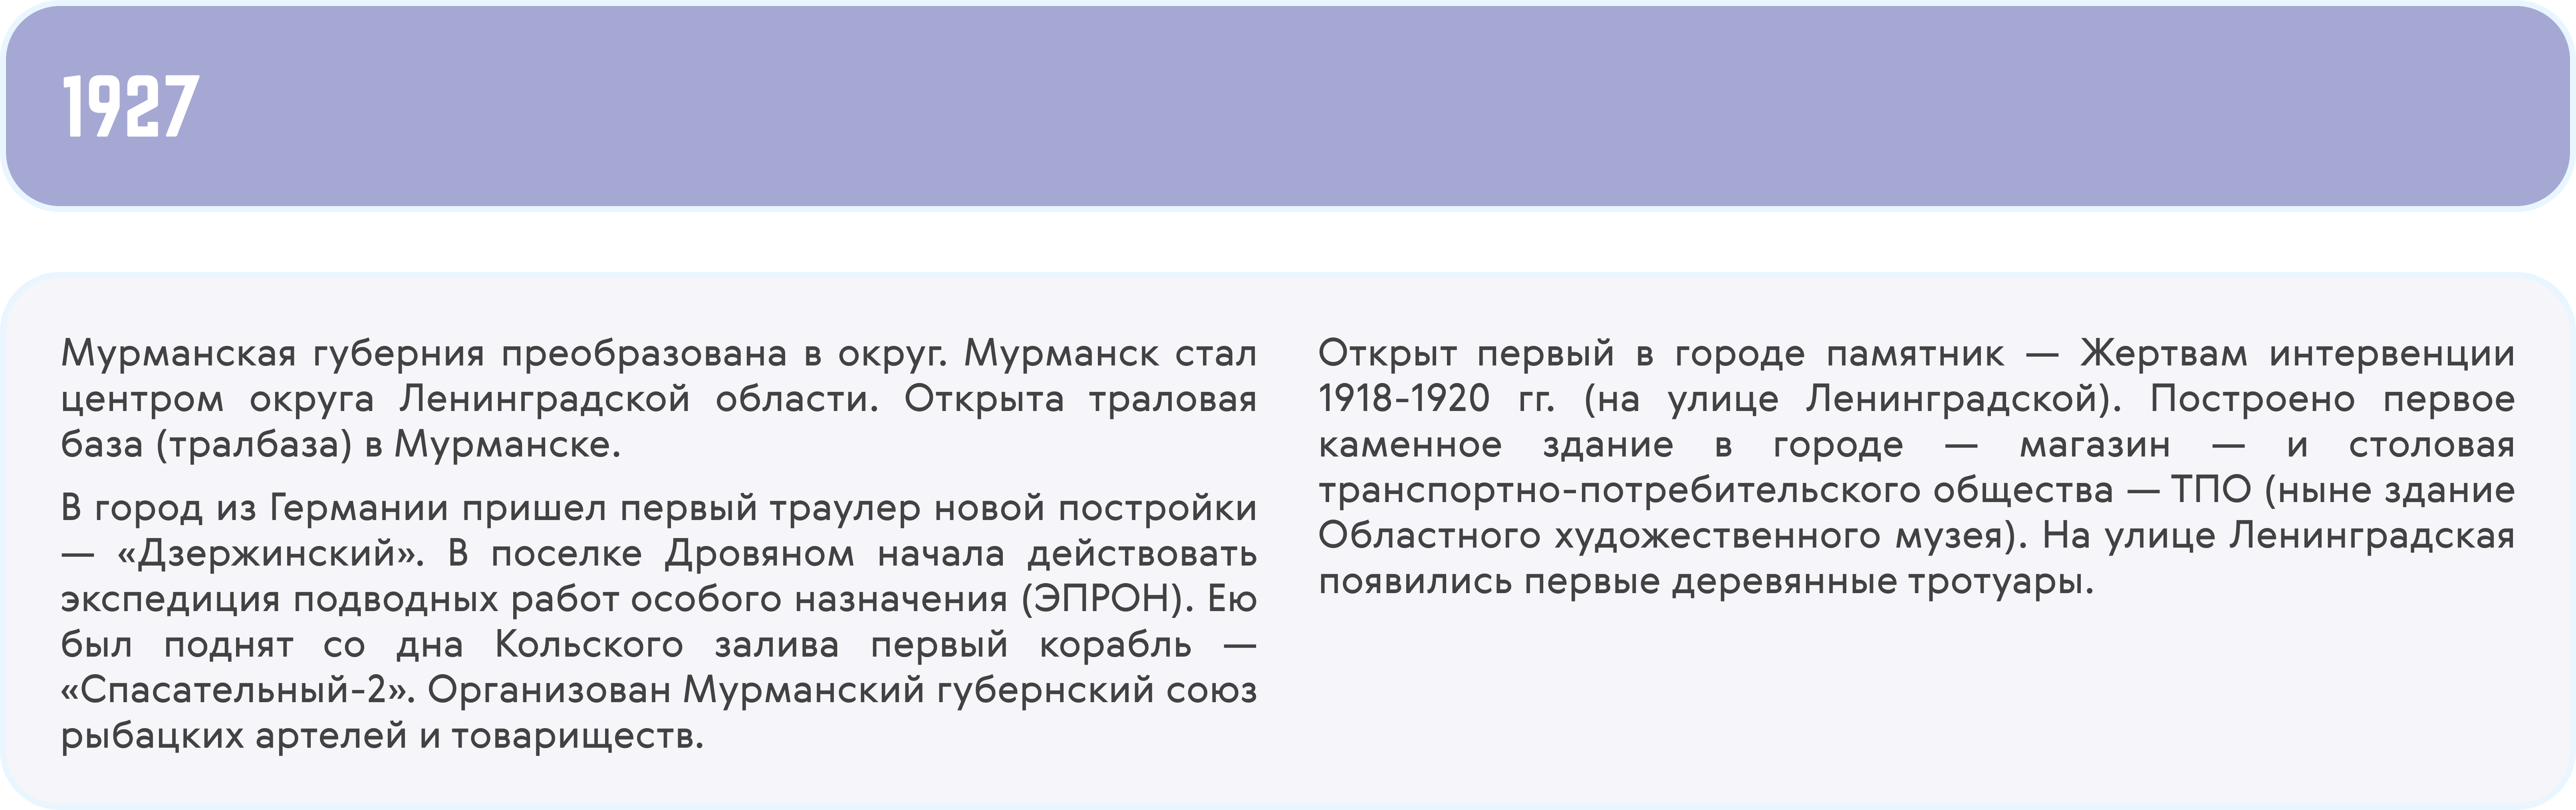 1927
Мурманская губерния преобразована в округ. Мурманск стал
центром округа Ленинградской области. Открыта траловая
база (тралбаза) в Мурманске.
В город из Германии пришел первый траулер новой постройки
— «Дзержинский». В поселке Дровяном начала действовать
экспедиция подводных работ особого назначения (ЭПРОН). Ею
был поднят со дна Кольского залива первый корабль —
«Спасательный-2». Организован Мурманский губернский союз
рыбацких артелей и товариществ.
Открыт первый в городе памятник — Жертвам интервенции
1918-1920 гг. (на улице Ленинградской). Построено первое
каменное здание в городе — магазин — и столовая
транспортно-потребительского общества — ТПО (ныне здание
Областного художественного музея). На улице Ленинградская
появились первые деревянные тротуары.